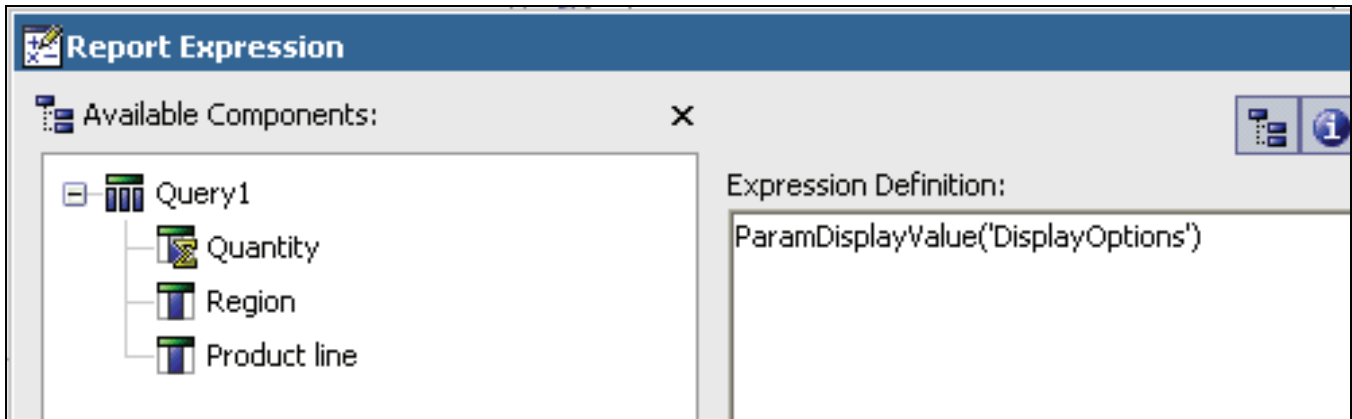 Report Expression
Available Components:
Query1
Quantity
Region
Product line
Expression Definition:
ParamDisplayValue('DisplayOptions')